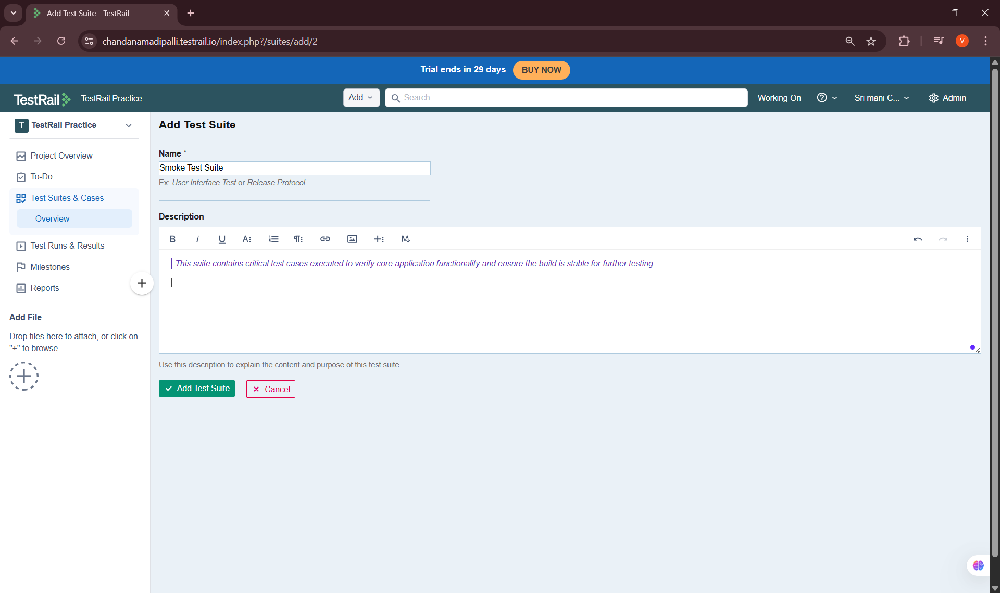 Add Test Suite - TestRail
chandanamadipalli.testrail.io/index.php?/suites/add/2
V
Trial ends in 29 days
BUY NOW
TestRail
TestRail Practice
Add
Search
Working On
Sri mani C...
Admin
T TestRail Practice
Project Overview
To-Do
Test Suites & Cases
Overview
Test Runs & Results
Milestones
Reports
Add File
Drop files here to attach, or click on
"+" to browse
Add Test Suite
Name *
Smoke Test Suite
Ex: User Interface Test or Release Protocol
Description
This suite contains critical test cases executed to verify core application functionality and ensure the build is stable for further testing.
Use this description to explain the content and purpose of this test suite.
Add Test Suite
Cancel